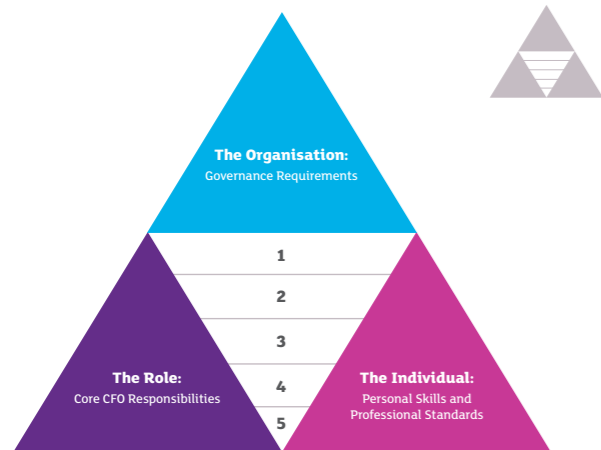 The Organisation:
Governance Requirements
1
2
3
4
5
The Role:
Core CFO Responsibilities
The Individual:
Personal Skills and
Professional Standards